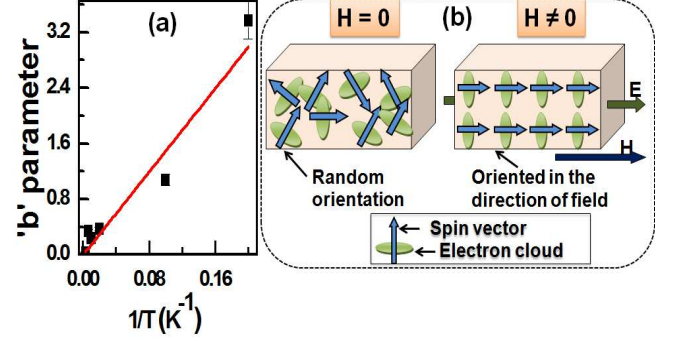 (a)
3.2
2.4
1.6
0.8
0.0
'b' parameter
0.00 0.08 0.16
1/T(K⁻¹)
(b)
H = 0
H ≠ 0
E
H
Random
orientation
Oriented in the
direction of field
Spin vector
Electron cloud